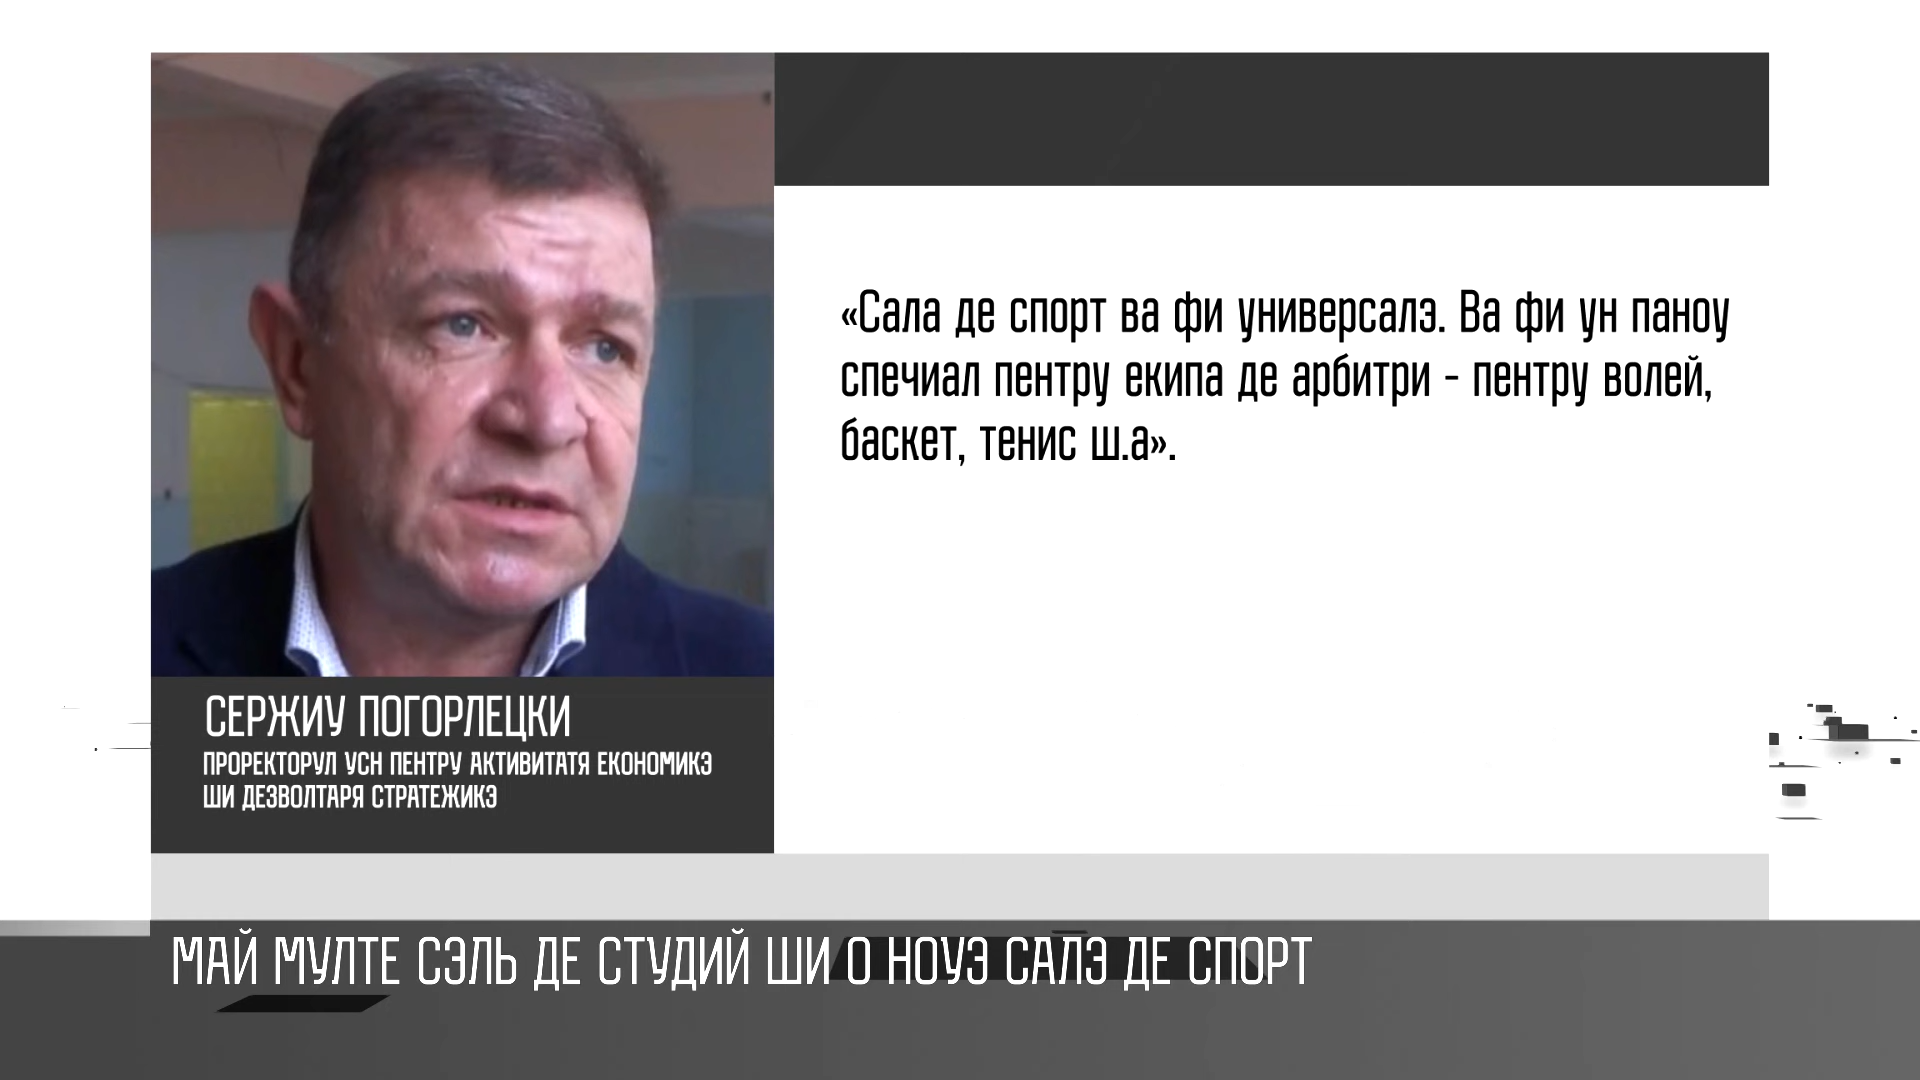 «Сала де спорт ва фи универсалэ. Ва фи ун паноу
спечиал пентру екипа де арбитри - пентру волей,
баскет, тенис ш.а».
СЕРЖИУ ПОГОРЛЕЦКИ
ПРОРЕКТОРУЛ УСН ПЕНТРУ АКТИВИТАТЯ ЕКОНОМИКЭ
ШИ ДЕЗВОЛТАРЯ СТРАТЕЖИКЭ
МАЙ МУЛТЕ СЭЛЬ ДЕ СТУДИЙ ШИ О НОУЭ САЛЭ ДЕ СПОРТ